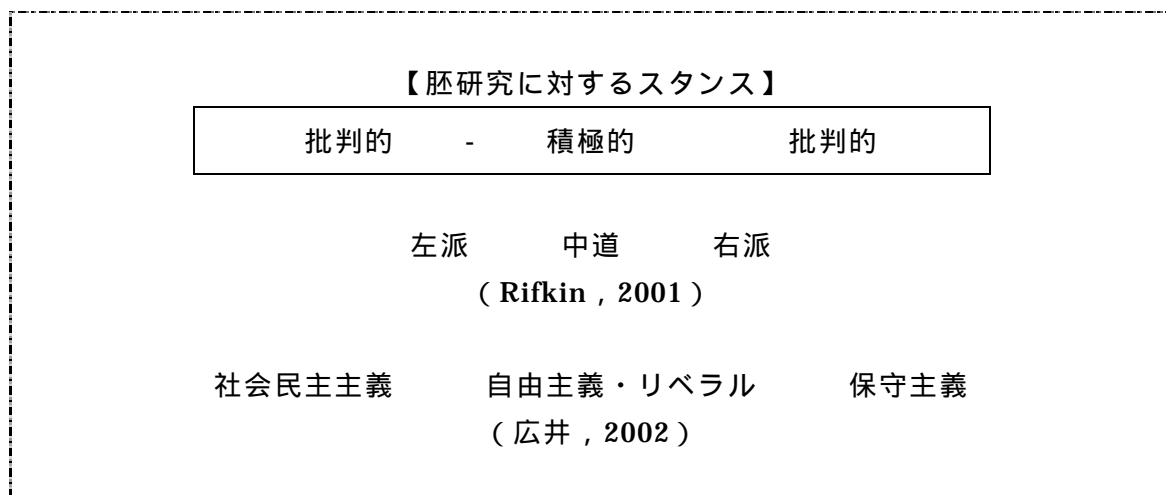 【胚研究に対するスタンス】
批判的 - 積極的 批判的
左派 中道 右派
( Rifkin , 2001 )
社会民主主義 自由主義・リベラル 保守主義
( 広井 , 2002 )